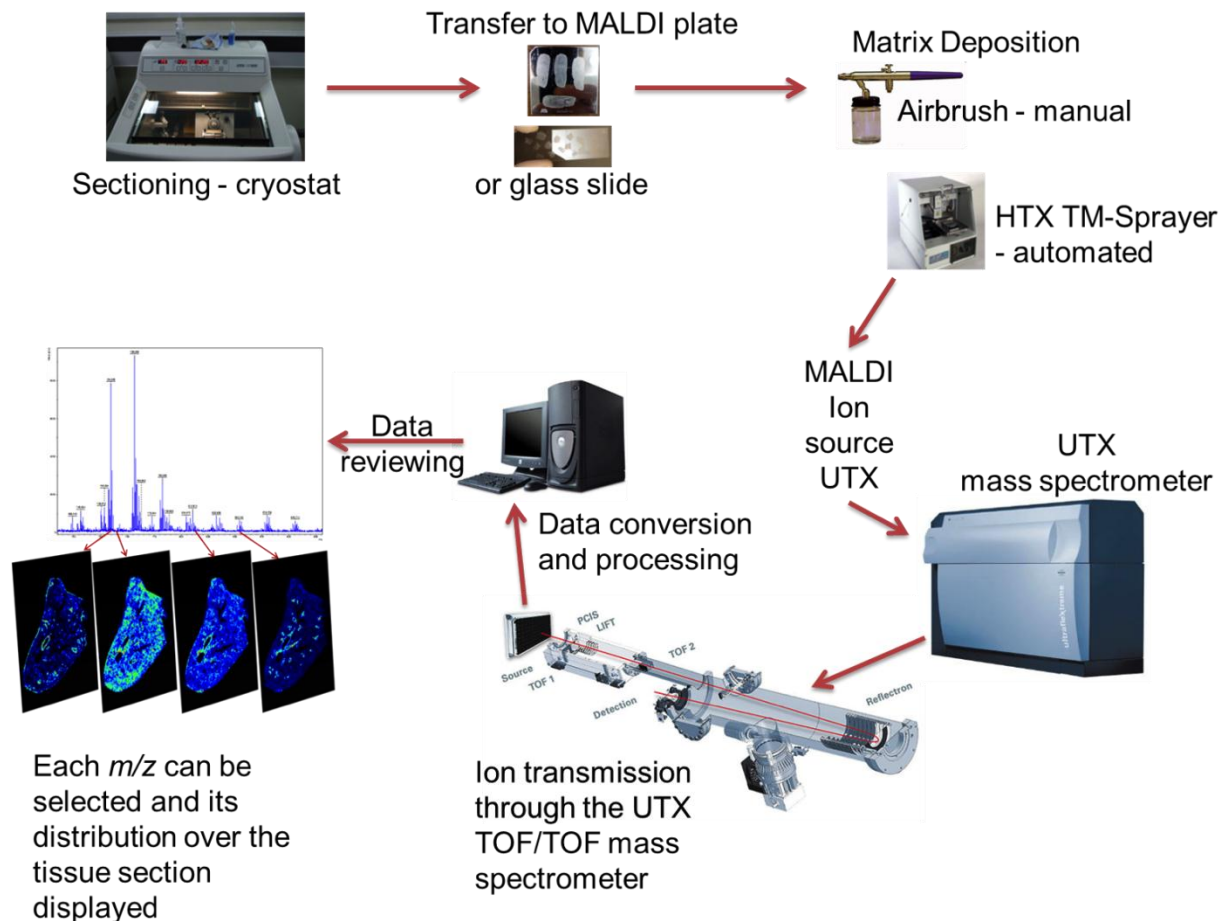 Transfer to MALDI plate
Sectioning - cryostat
or glass slide
Matrix Deposition
Airbrush - manual
HTX TM-Sprayer
- automated
MALDI
Ion
source
UTX
UTX
mass spectrometer
ultrafleXtreme
Source
TOF 1
PCIS
LIFT
TOF 2
Detection
Reflectron
Ion transmission
through the UTX
TOF/TOF mass
spectrometer
Data conversion
and processing
Data
reviewing
Each m/z can be
selected and its
distribution over the
tissue section
displayed